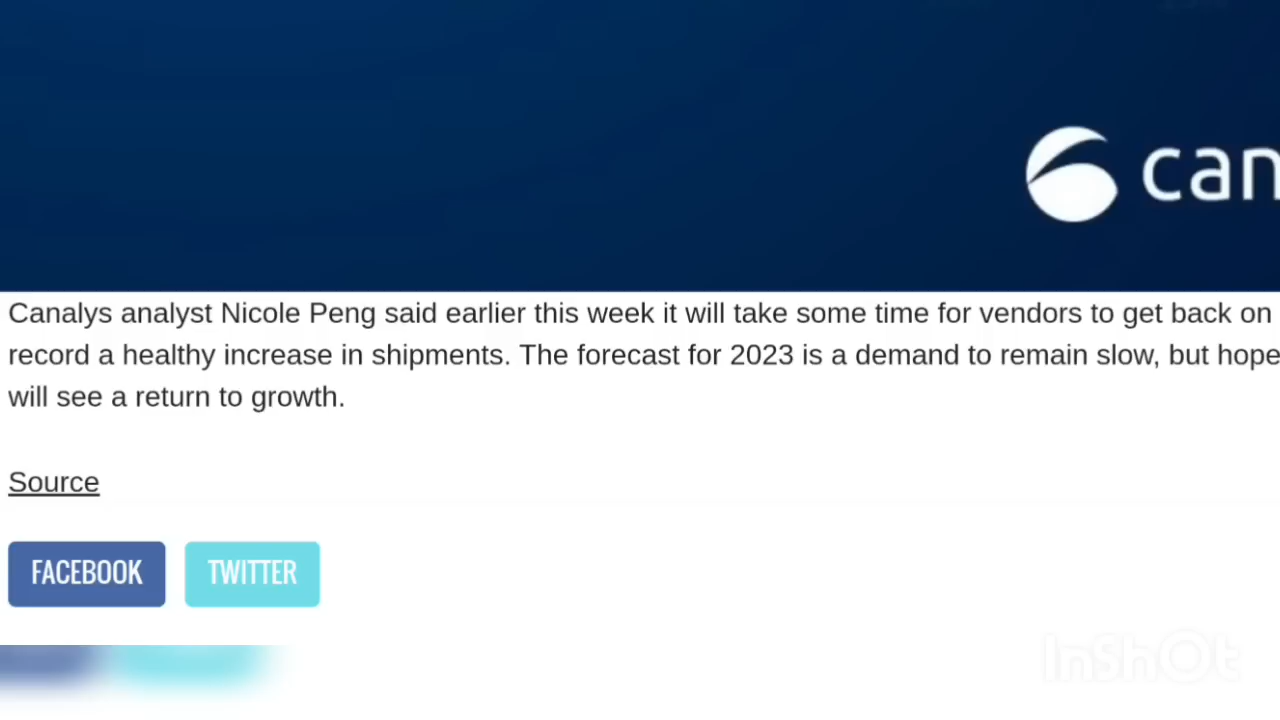 can
Canalys analyst Nicole Peng said earlier this week it will take some time for vendors to get back on
record a healthy increase in shipments. The forecast for 2023 is a demand to remain slow, but hope
will see a return to growth.
Source
FACEBOOK TWITTER
InShOt